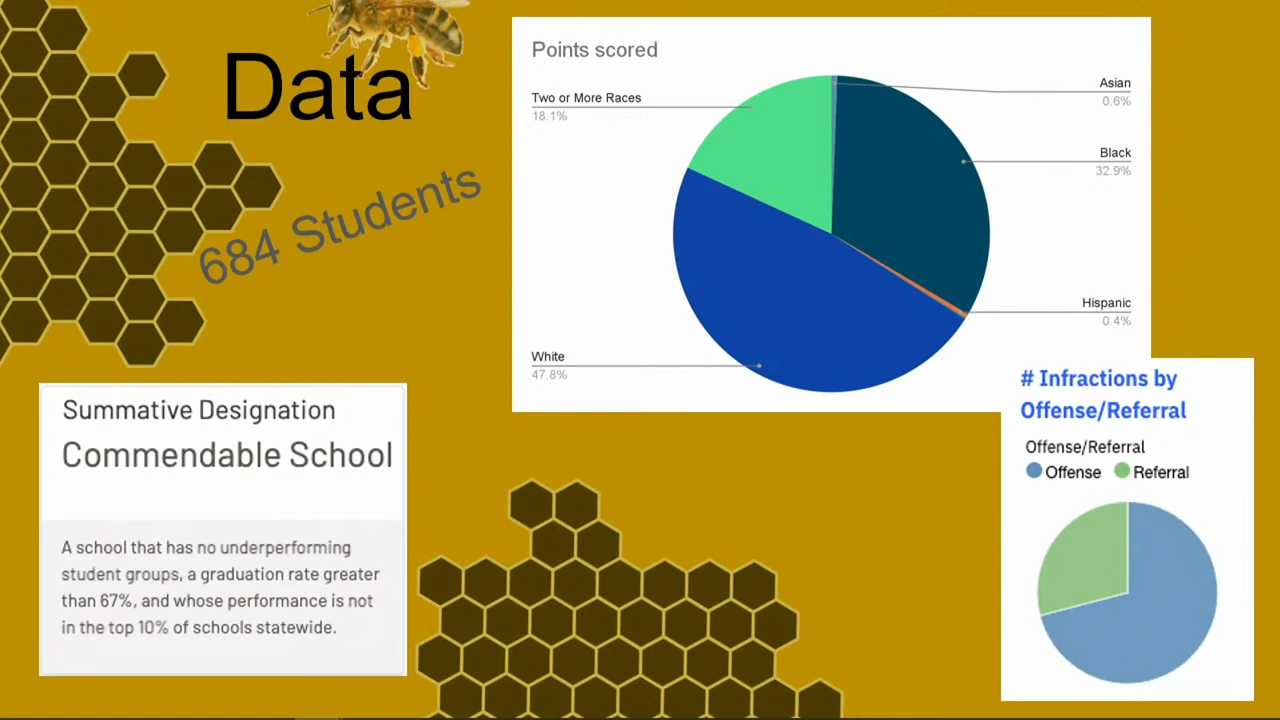 Data
684 Students
Points scored
Two or More Races
18.1%
Asian
0.6%
Black
32.9%
Hispanic
0.4%
White
47.8%
Summative Designation
Commendable School
A school that has no underperforming
student groups, a graduation rate greater
than 67%, and whose performance is not
in the top 10% of schools statewide.
# Infractions by
Offense/Referral
Offense/Referral
Offense Referral